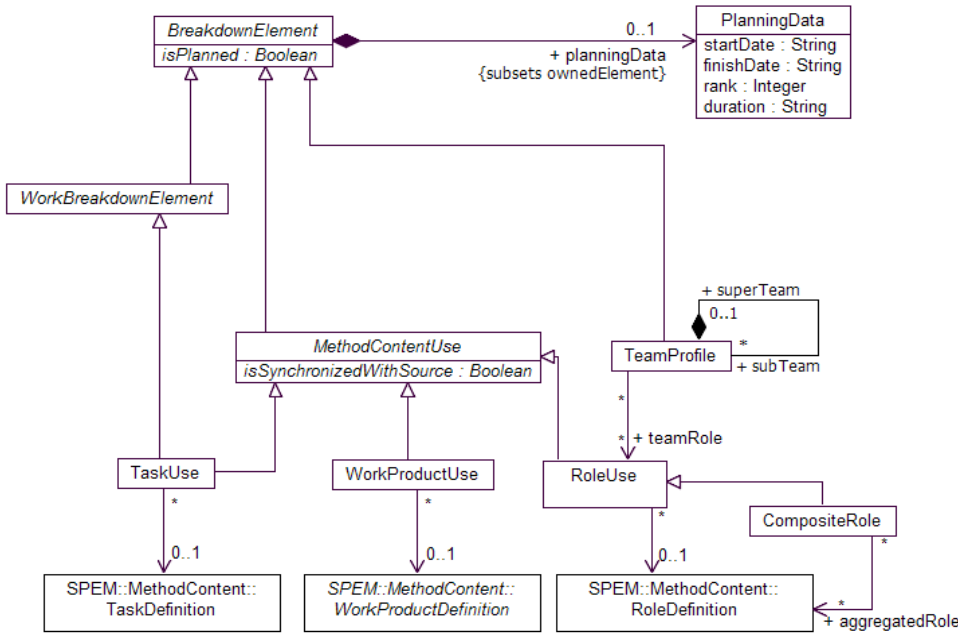 BreakdownElement
isPlanned : Boolean
0..1
+ planningData
{subsets ownedElement}
PlanningData
startDate : String
finishDate : String
rank : Integer
duration : String
WorkBreakdownElement
+ superTeam
0..1
MethodContentUse
isSynchronizedWithSource : Boolean
TeamProfile
*
+ subTeam
*
* + teamRole
TaskUse
*
WorkProductUse
*
RoleUse
*
CompositeRole
*
0..1
0..1
0..1
SPEM::MethodContent::
TaskDefinition
SPEM::MethodContent::
WorkProductDefinition
SPEM::MethodContent::
RoleDefinition
*
+ aggregatedRole